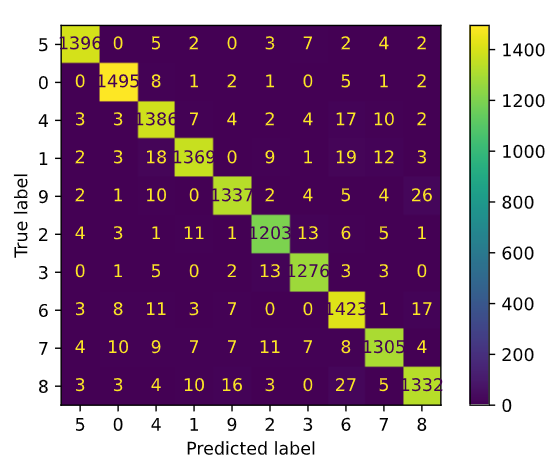 5 1396 0 5 2 0 3 7 2 4 2
0 0 1495 8 1 2 1 0 5 1 2
4 3 3 1386 7 4 2 4 17 10 2
1 2 3 18 1369 0 9 1 19 12 3
9 2 1 10 0 1337 2 4 5 4 26
2 4 3 1 11 1 1203 13 6 5 1
3 0 1 5 0 2 13 1276 3 3 0
6 3 8 11 3 7 0 0 1423 1 17
7 4 10 9 7 7 11 7 8 1305 4
8 3 3 4 10 16 3 0 27 5 1332
5 0 4 1 9 2 3 6 7 8
Predicted label
True label
1400
1200
1000
800
600
400
200
0